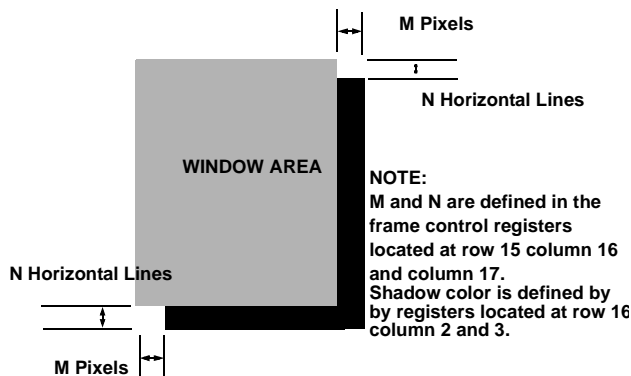 M Pixels
N Horizontal Lines
WINDOW AREA
NOTE:
M and N are defined in the
frame control registers
located at row 15 column 16
and column 17.
Shadow color is defined by
by registers located at row 16
column 2 and 3.
N Horizontal Lines
M Pixels